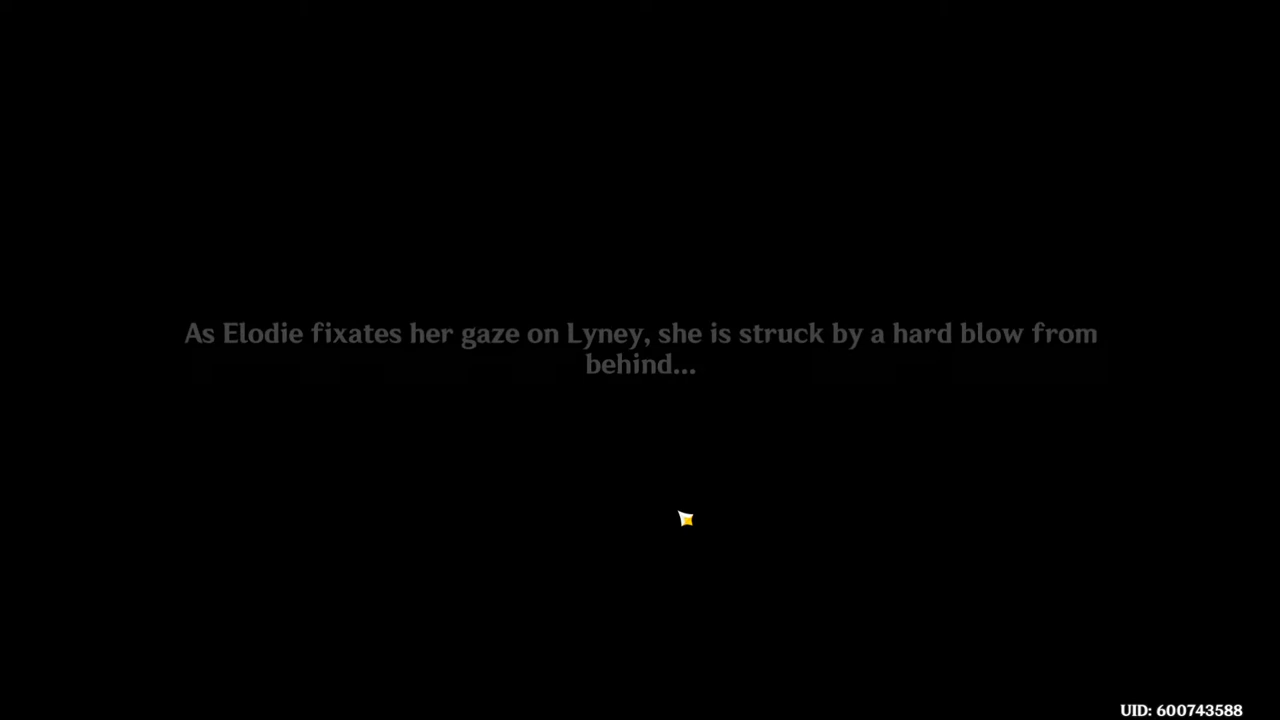 As Elodie fixates her gaze on Lyney, she is struck by a hard blow from
behind...
UID: 600743588